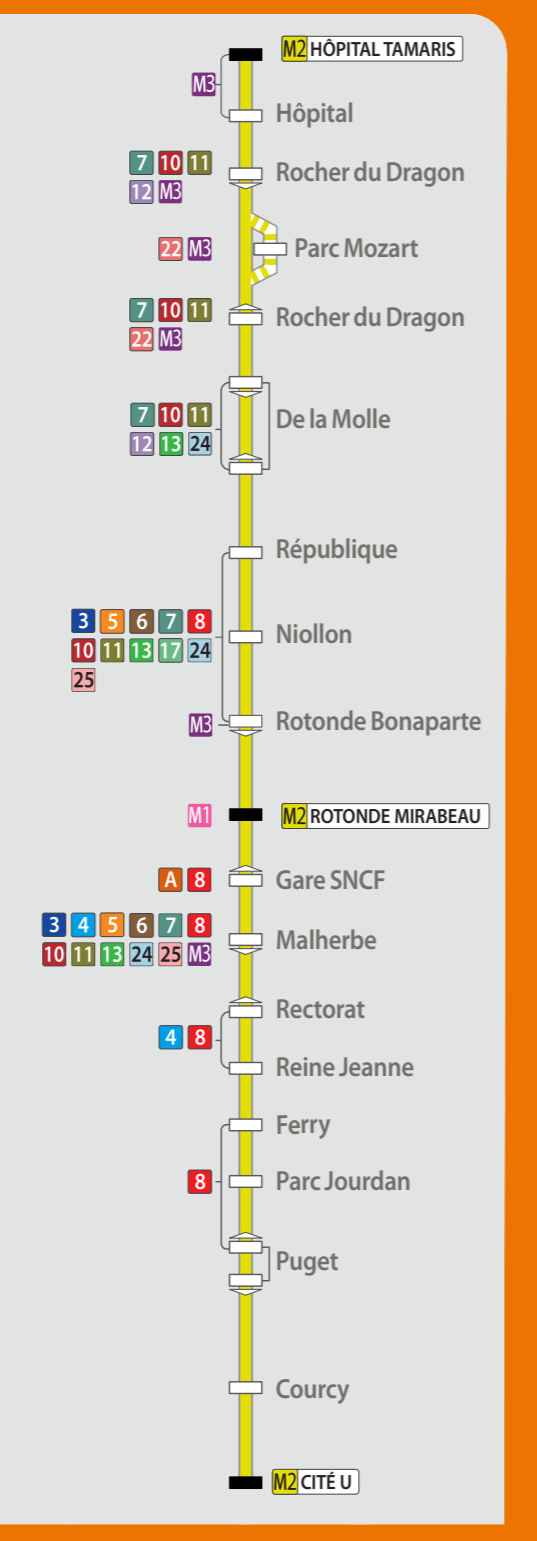 M2 HÔPITAL TAMARIS
M3
Hôpital
7 10 11
12 M3
Rocher du Dragon
22 M3
Parc Mozart
7 10 11
22 M3
Rocher du Dragon
7 10 11
12 13 24
De la Molle
République
3 5 6 7 8
10 11 13 17 24
25
Niollon
M3
Rotonde Bonaparte
M1
M2 ROTONDE MIRABEAU
A 8
Gare SNCF
3 4 5 6 7 8
10 11 13 24 25 M3
Malherbe
Rectorat
4 8
Reine Jeanne
Ferry
8
Parc Jourdan
Puget
Courcy
M2 CITÉ U